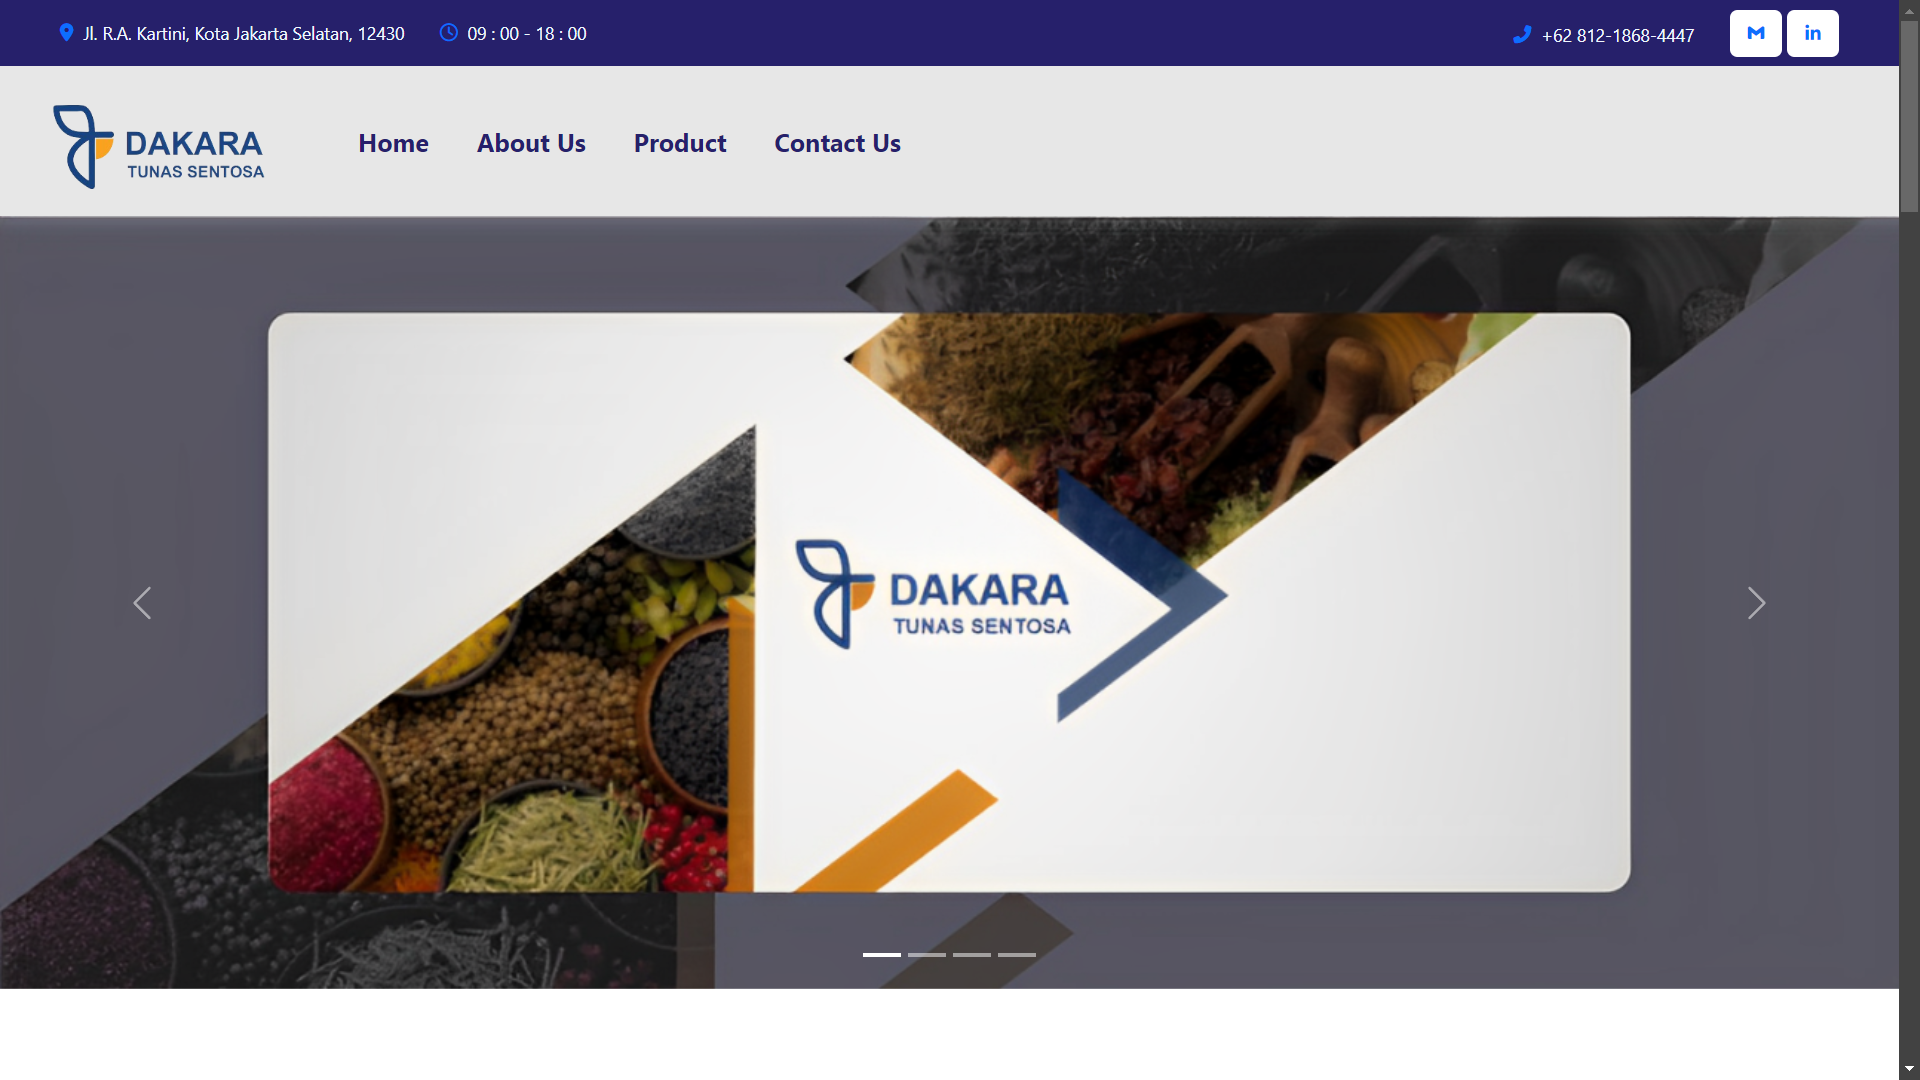 Jl. R.A. Kartini, Kota Jakarta Selatan, 12430
09 : 00 - 18 : 00
+62 812-1868-4447
DAKARA
TUNAS SENTOSA
Home
About Us
Product
Contact Us
DAKARA
TUNAS SENTOSA